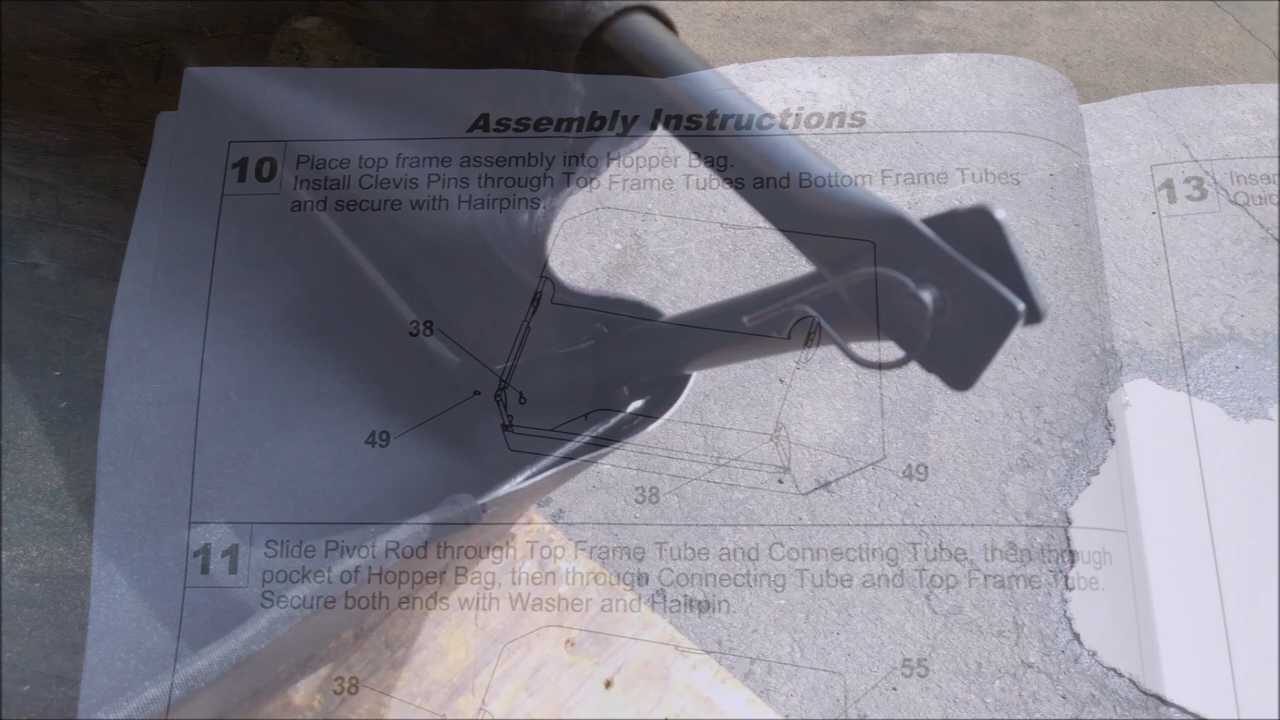 Assembly Instructions
10
Place top frame assembly into Hopper Bag.
Install Clevis Pins through Top Frame Tubes and Bottom Frame Tubes
and secure with Hairpins.
38
49
38
49
13
11
Slide Pivot Rod through Top Frame Tube and Connecting Tube, then through
pocket of Hopper Bag, then through Connecting Tube and Top Frame Tube.
Secure both ends with Washer and Hairpin
38
55